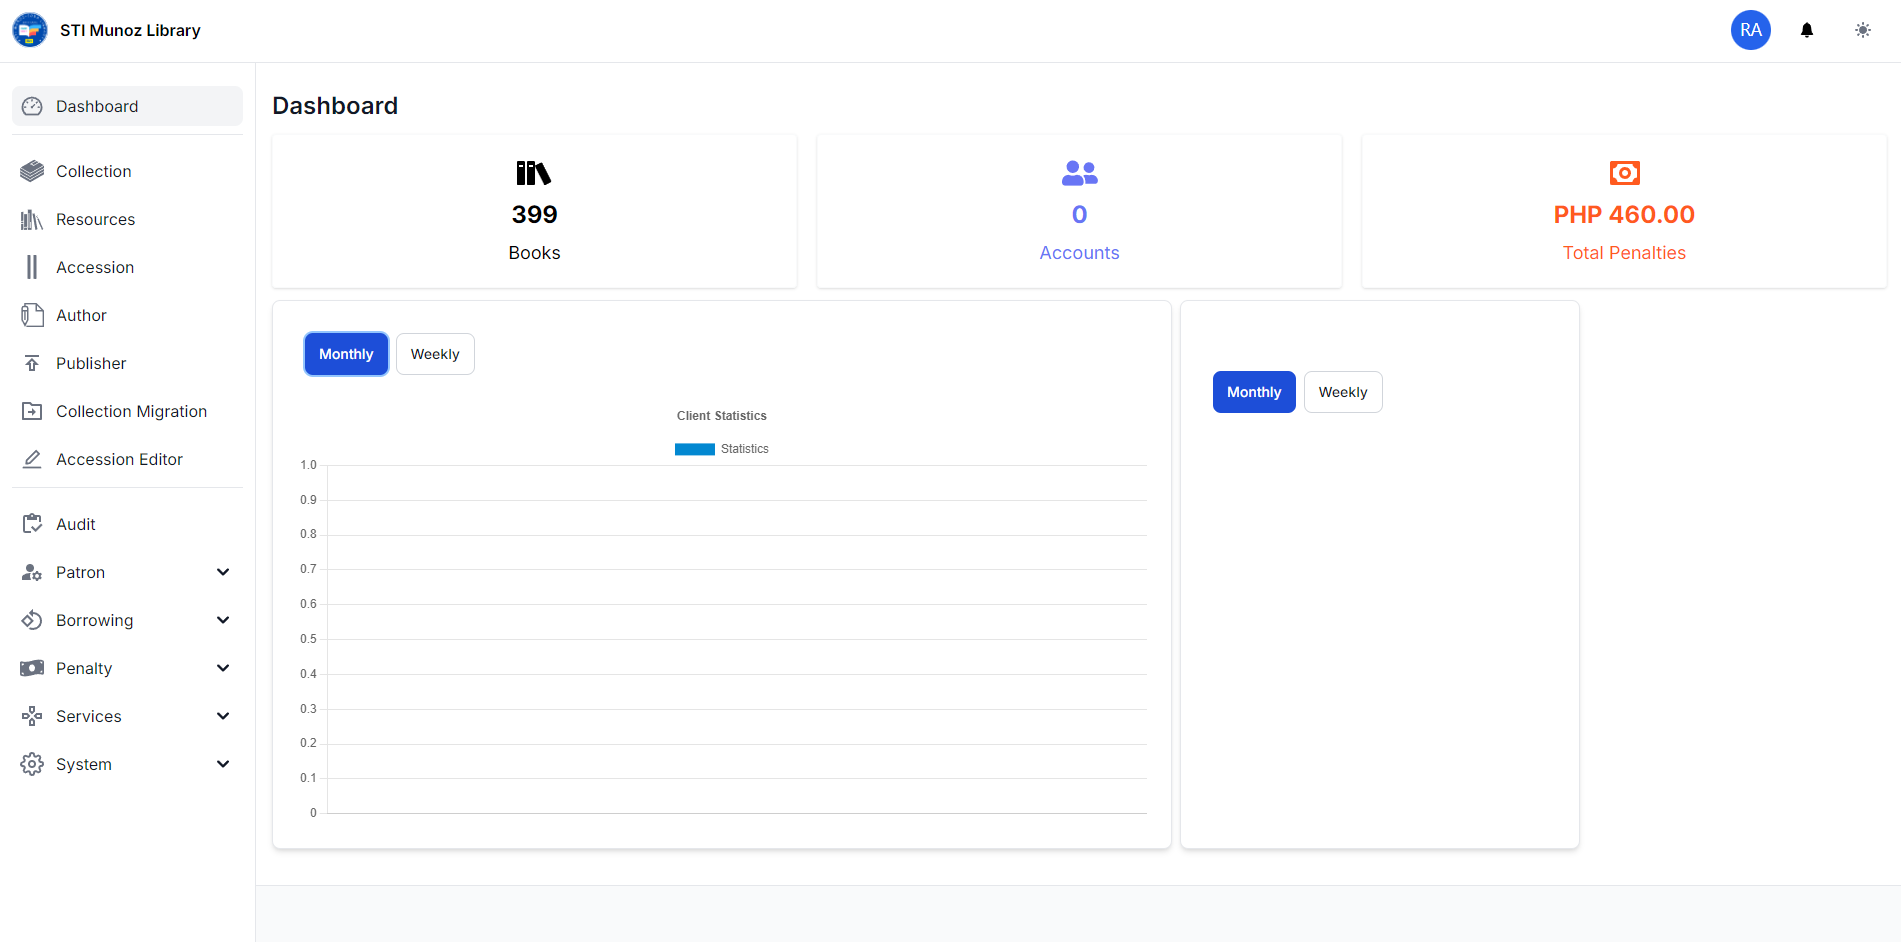 STI Munoz Library
RA
Dashboard
Collection
Resources
Accession
Author
Publisher
Collection Migration
Accession Editor
Audit
Patron
Borrowing
Penalty
Services
System
Dashboard
399
Books
0
Accounts
PHP 460.00
Total Penalties
Monthly
Weekly
Client Statistics
Statistics
1.0
0.9
0.8
0.7
0.6
0.5
0.4
0.3
0.2
0.1
0
Monthly
Weekly